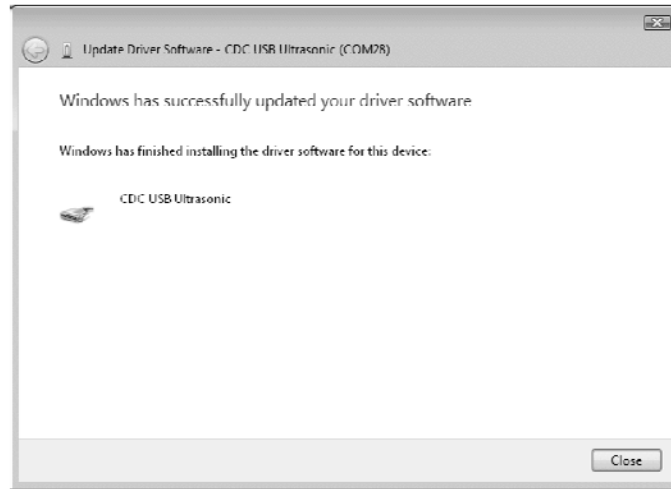 Update Driver Software - CDC USB Ultrasonic (COM28)
Windows has successfully updated your driver software
Windows has finished installing the driver software for this device:
CDC USB Ultrasonic
Close